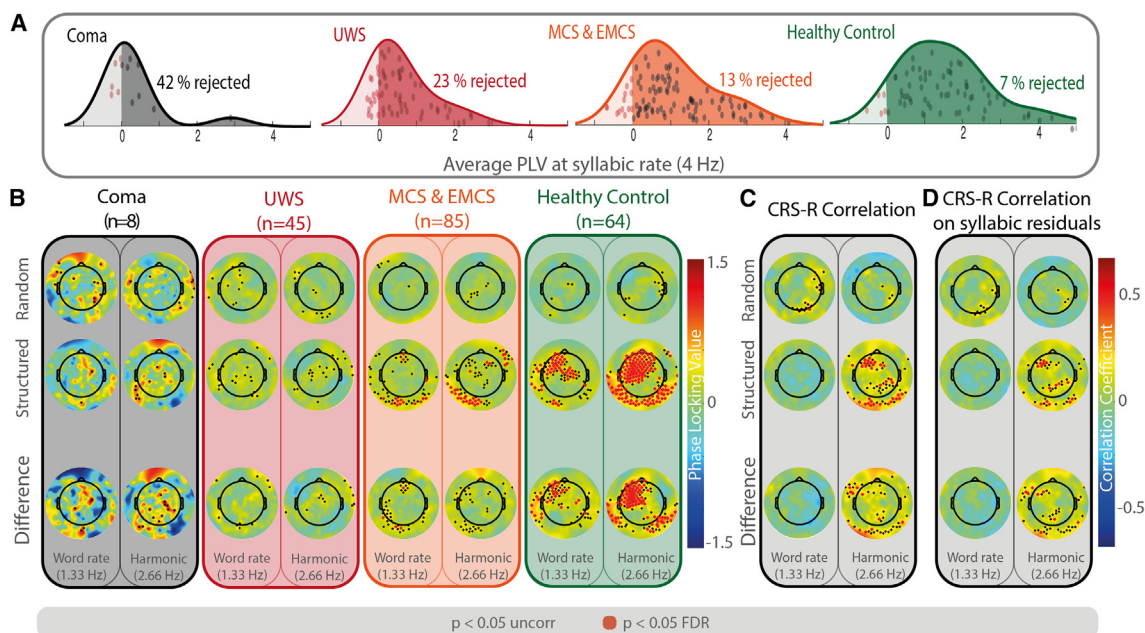 A
Coma
42 % rejected
0 2 4
UWS
23 % rejected
0 2 4
MCS & EMCS
13 % rejected
0 2 4
Healthy Control
7 % rejected
0 2 4
Average PLV at syllabic rate (4 Hz)
B
Coma
(n=8)
UWS
(n=45)
MCS & EMCS
(n=85)
Healthy Control
(n=64)
Random
Structured
Difference
Word rate
(1.33 Hz)
Harmonic
(2.66 Hz)
Word rate
(1.33 Hz)
Harmonic
(2.66 Hz)
Word rate
(1.33 Hz)
Harmonic
(2.66 Hz)
Word rate
(1.33 Hz)
Harmonic
(2.66 Hz)
1.5
0
-1.5
Phase Locking Value
C
CRS-R Correlation
Random
Structured
Difference
Word rate
(1.33 Hz)
Harmonic
(2.66 Hz)
D
CRS-R Correlation
on syllabic residuals
Word rate
(1.33 Hz)
Harmonic
(2.66 Hz)
0.5
0
-0.5
Correlation Coefficient
p < 0.05 uncorr
p < 0.05 FDR